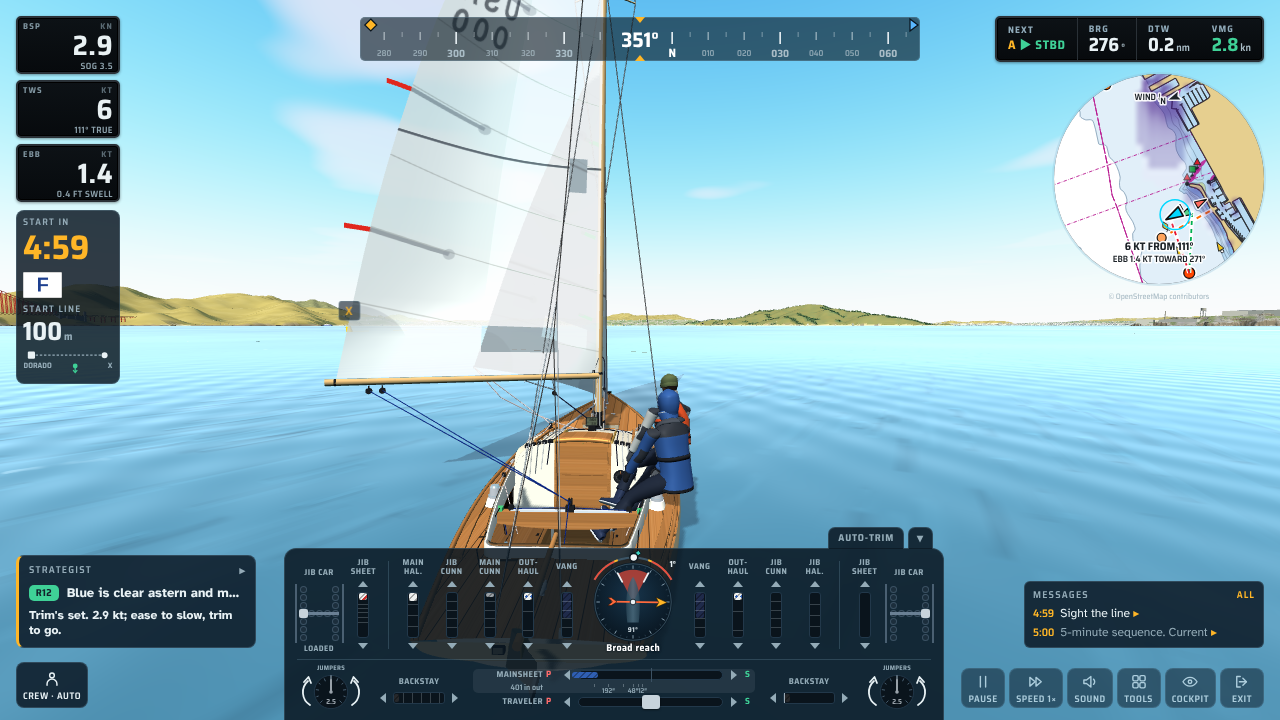 BSP KN
2.9
SOG 3.5
TWS KT
6
111° TRUE
EBB KT
1.4
0.4 FT SWELL
START IN
4:59
F
START LINE
100 m
DORADO X
X
280 290 300 310 320 330 351° N 010 020 030 040 050 060
000
NEXT BRG DTW VMG
A ▶ STBD 276° 0.2 nm 2.8 kn
WIND N
6 KT FROM 111°
EBB 1.4 KT TOWARD 271°
© OpenStreetMap contributors
STRATEGIST ▶
R12 Blue is clear astern and m...
Trim's set. 2.9 kt; ease to slow, trim
to go.
CREW · AUTO
AUTO-TRIM ▼
JIB CAR
JIB SHEET
MAIN HAL.
JIB CUNN
MAIN CUNN
OUT-HAUL
VANG
1°
91°
Broad reach
VANG
OUT-HAUL
JIB CUNN
JIB HAL.
JIB SHEET
JIB CAR
LOADED
JUMPERS
2.5
BACKSTAY
MAINSHEET P S
401 in out
192° 48°12°
TRAVELER P S
BACKSTAY
JUMPERS
2.5
MESSAGES ALL
4:59 Sight the line ▸
5:00 5-minute sequence. Current ▸
PAUSE
SPEED 1×
SOUND
TOOLS
COCKPIT
EXIT